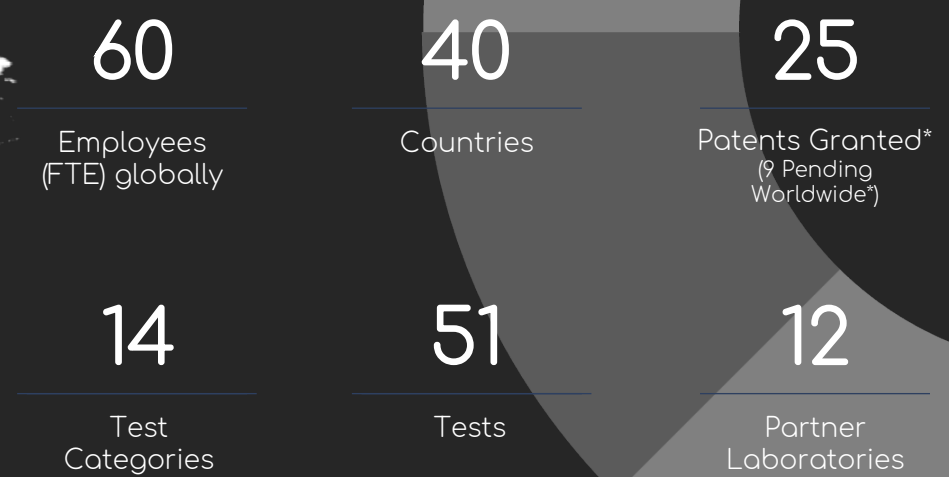 60
Employees
(FTE) globally
40
Countries
25
Patents Granted*
(9 Pending
Worldwide*)
14
Test
Categories
51
Tests
12
Partner
Laboratories